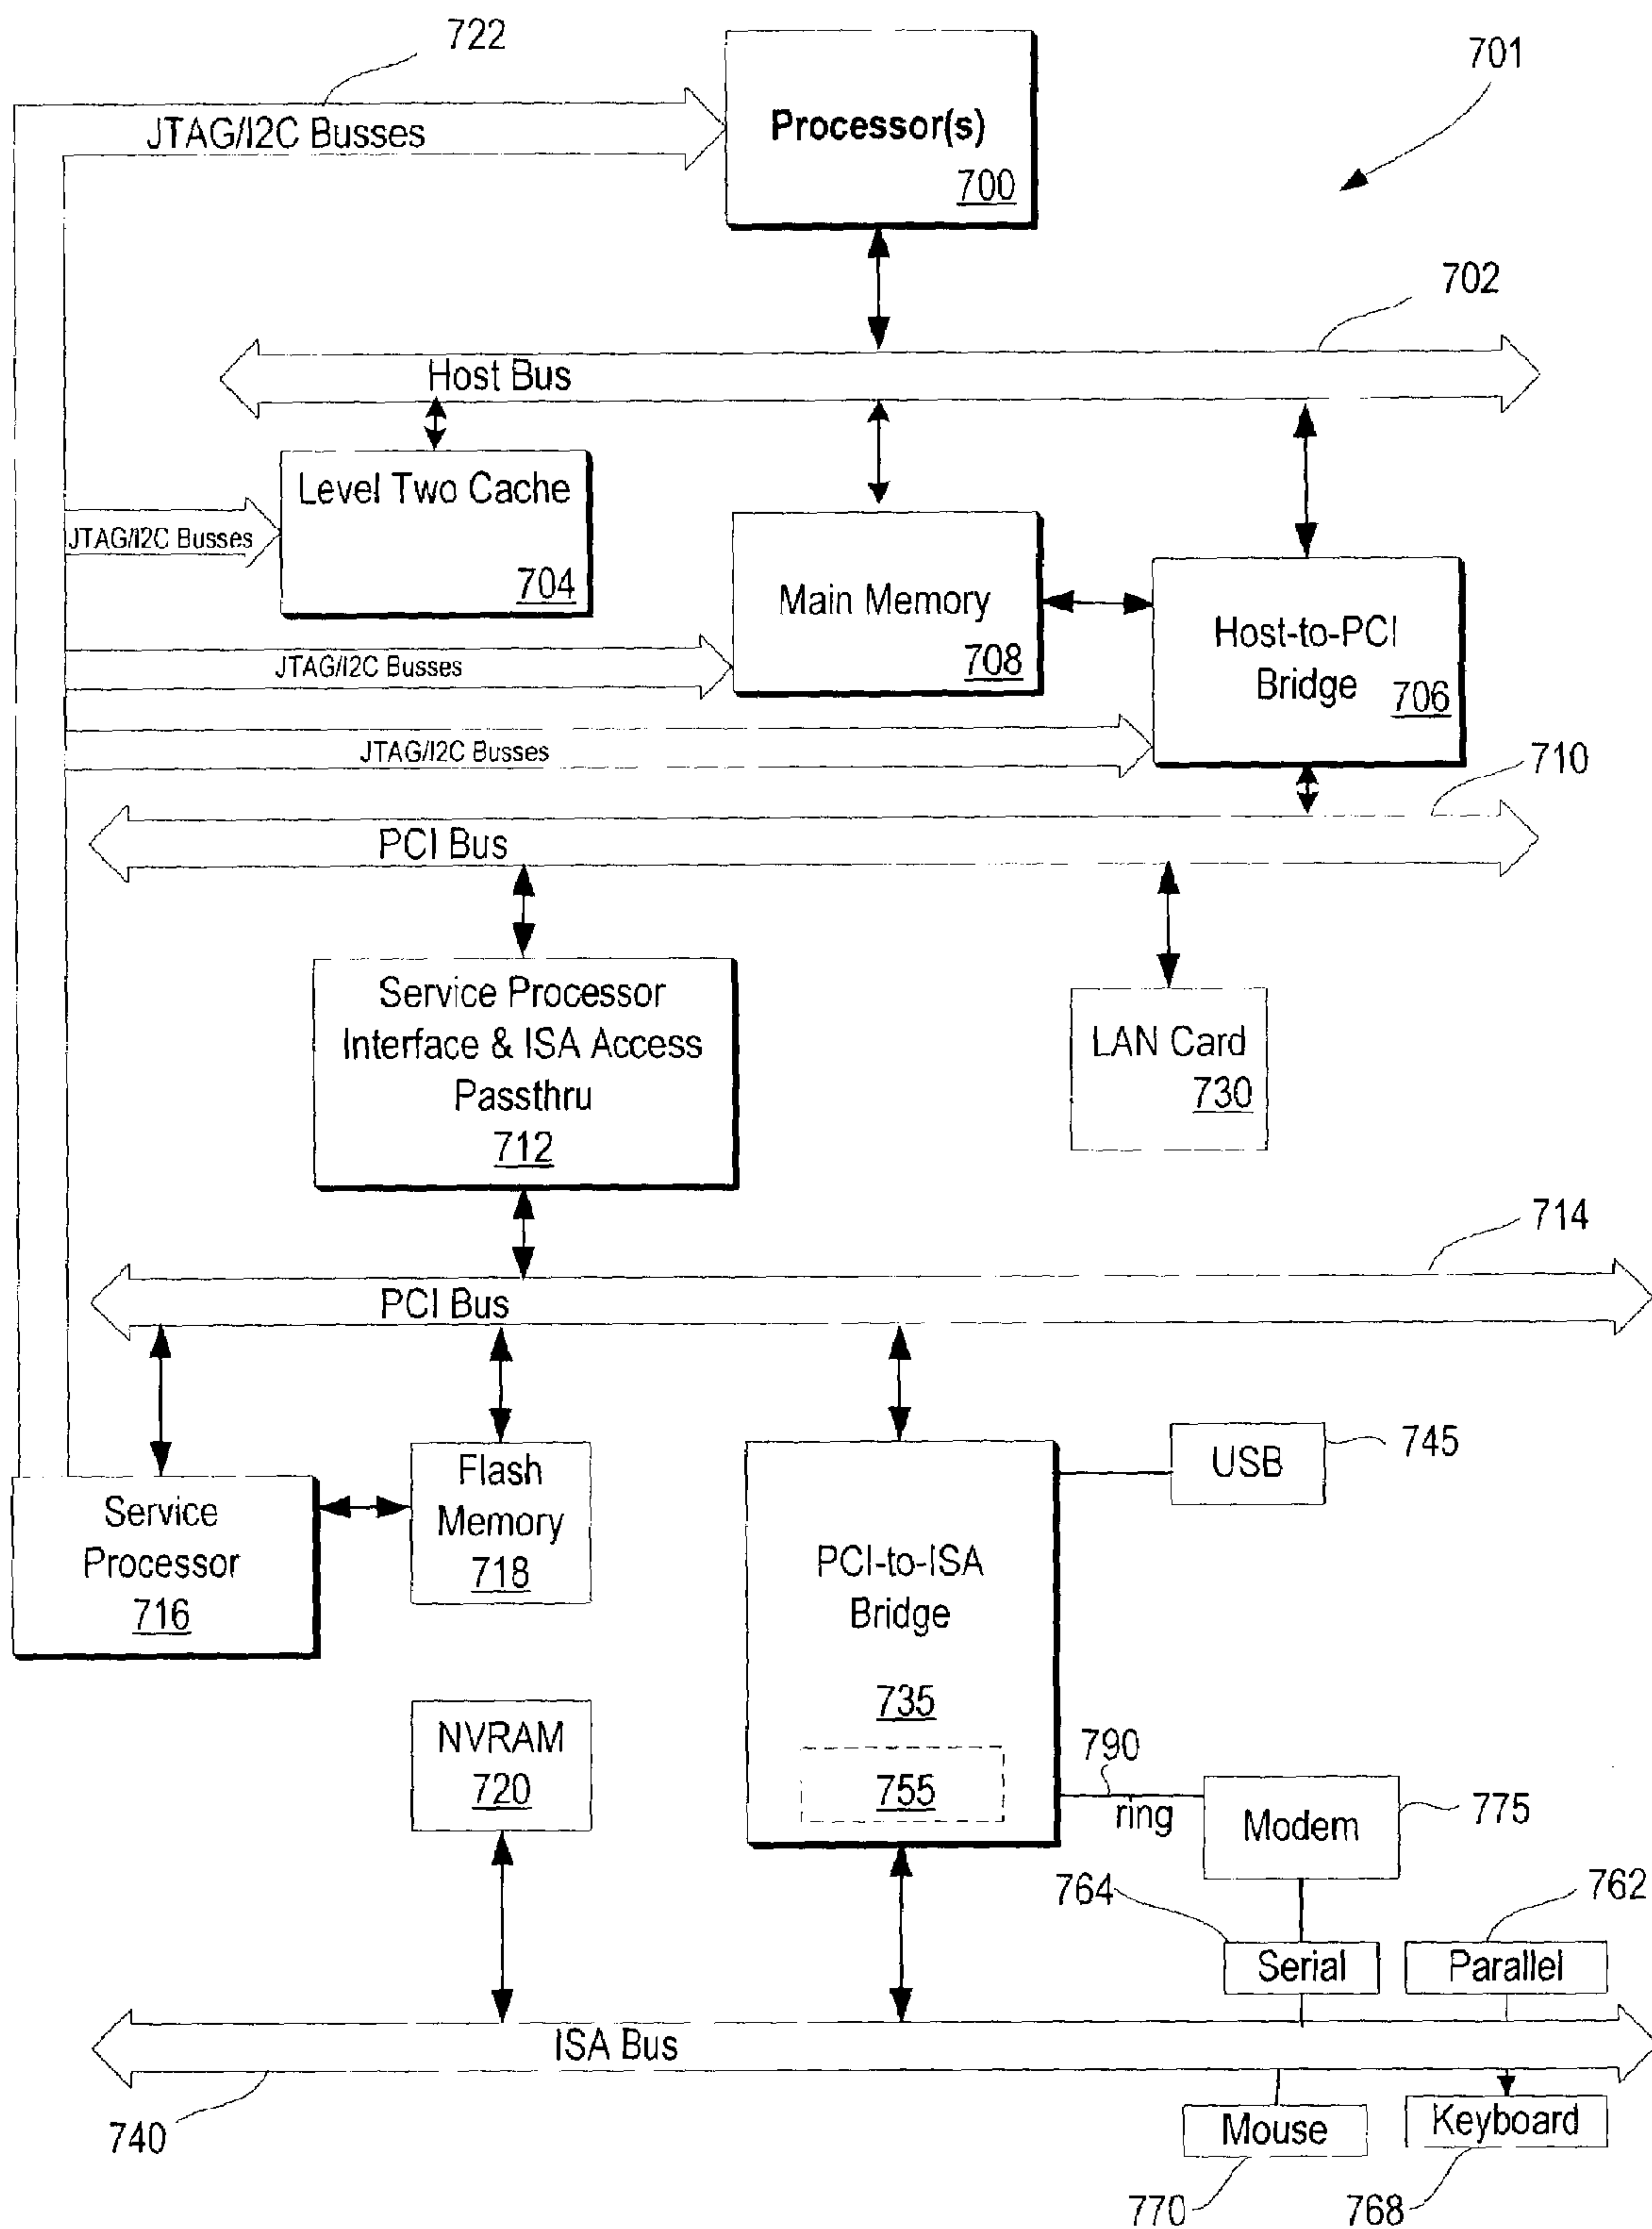 722
701
JTAG/I2C Busses
Processor(s)
700
702
Host Bus
Level Two Cache
704
JTAG/I2C Busses
Main Memory
708
Host-to-PCI
Bridge
706
JTAG/I2C Busses
JTAG/I2C Busses
710
PCI Bus
Service Processor
Interface & ISA Access
Passthru
712
LAN Card
730
714
PCI Bus
745
USB
Flash
Memory
718
Service
Processor
716
PCI-to-ISA
Bridge
735
755
NVRAM
720
790
ring
Modem
775
764
762
Serial
Parallel
ISA Bus
740
Mouse
Keyboard
770
768